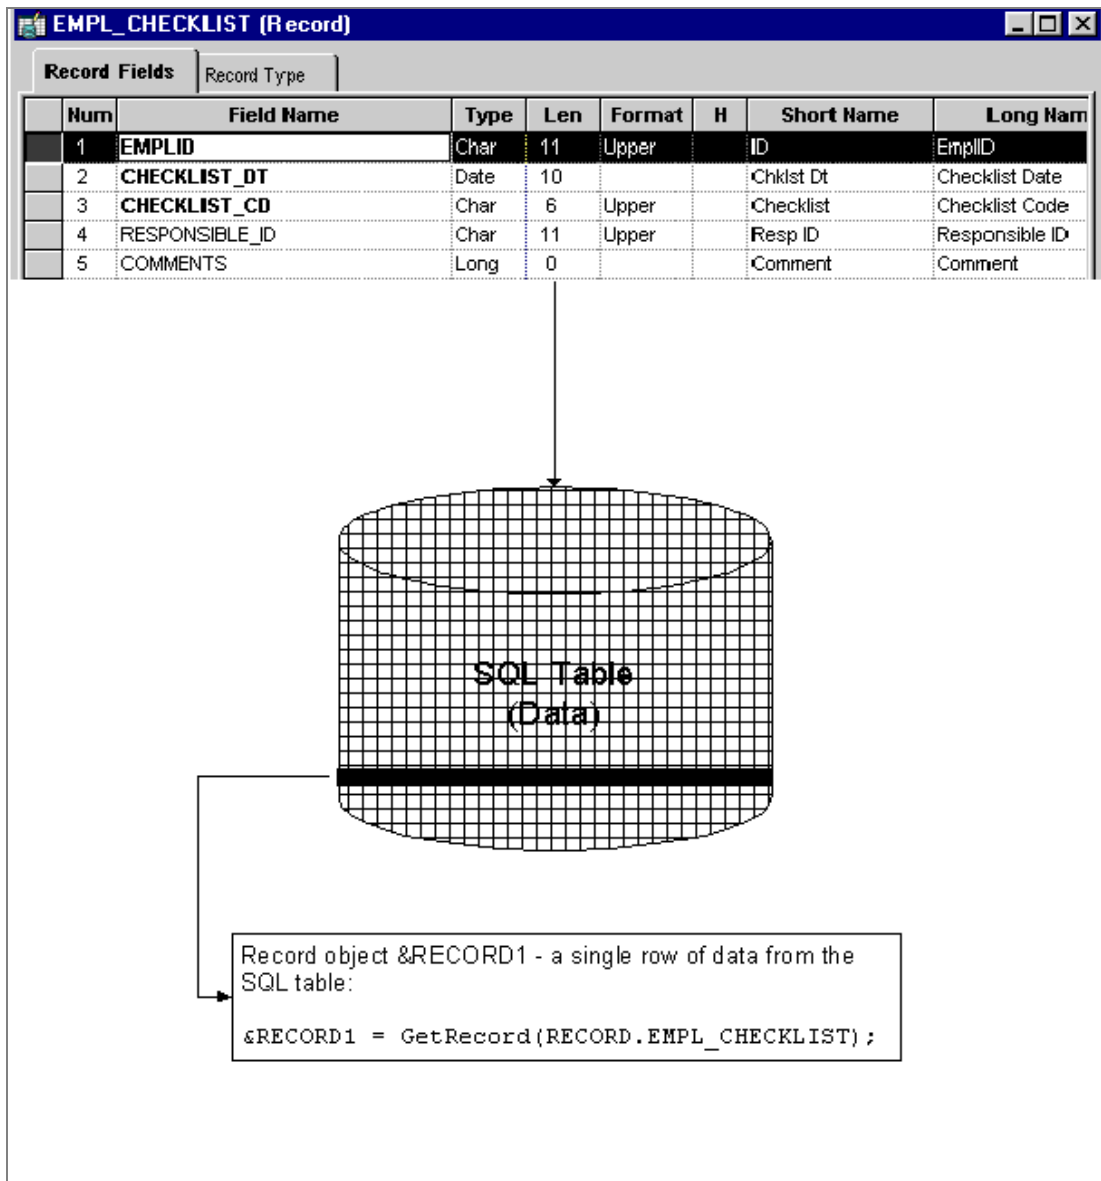 EMPL_CHECKLIST (Record)
Record Fields Record Type
Num Field Name Type Len Format H Short Name Long Nam
1 EMPLID Char 11 Upper ID EmplID
2 CHECKLIST_DT Date 10 Chklst Dt Checklist Date
3 CHECKLIST_CD Char 6 Upper Checklist Checklist Code
4 RESPONSIBLE_ID Char 11 Upper Resp ID Responsible ID
5 COMMENTS Long 0 Comment Comment
SQL Table
(Data)
Record object &RECORD1 - a single row of data from the
SQL table:
&RECORD1 = GetRecord(RECORD.EMPL_CHECKLIST);